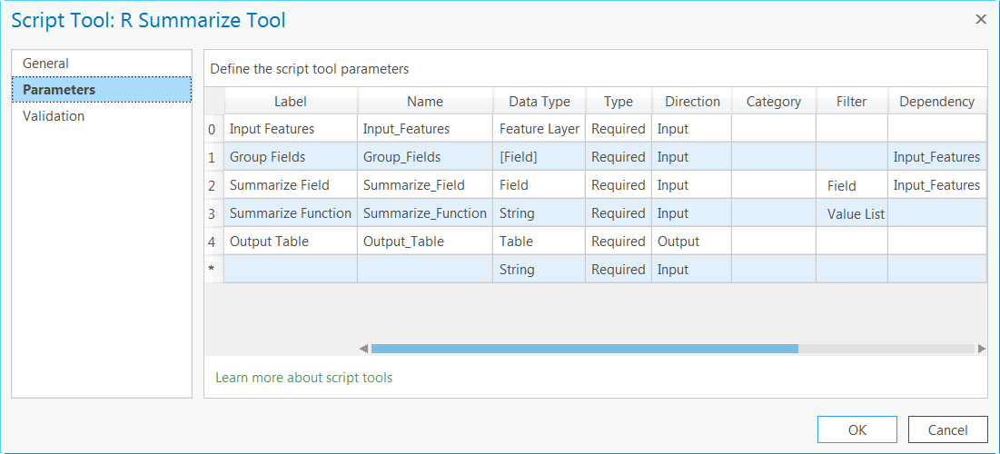 Script Tool: R Summarize Tool
General
Parameters
Validation
Define the script tool parameters
Label Name Data Type Type Direction Category Filter Dependency
0 Input Features Input_Features Feature Layer Required Input
1 Group Fields Group_Fields [Field] Required Input Input_Features
2 Summarize Field Summarize_Field Field Required Input Field Input_Features
3 Summarize Function Summarize_Function String Required Input Value List
4 Output Table Output_Table Table Required Output
* String Required Input
Learn more about script tools
OK Cancel